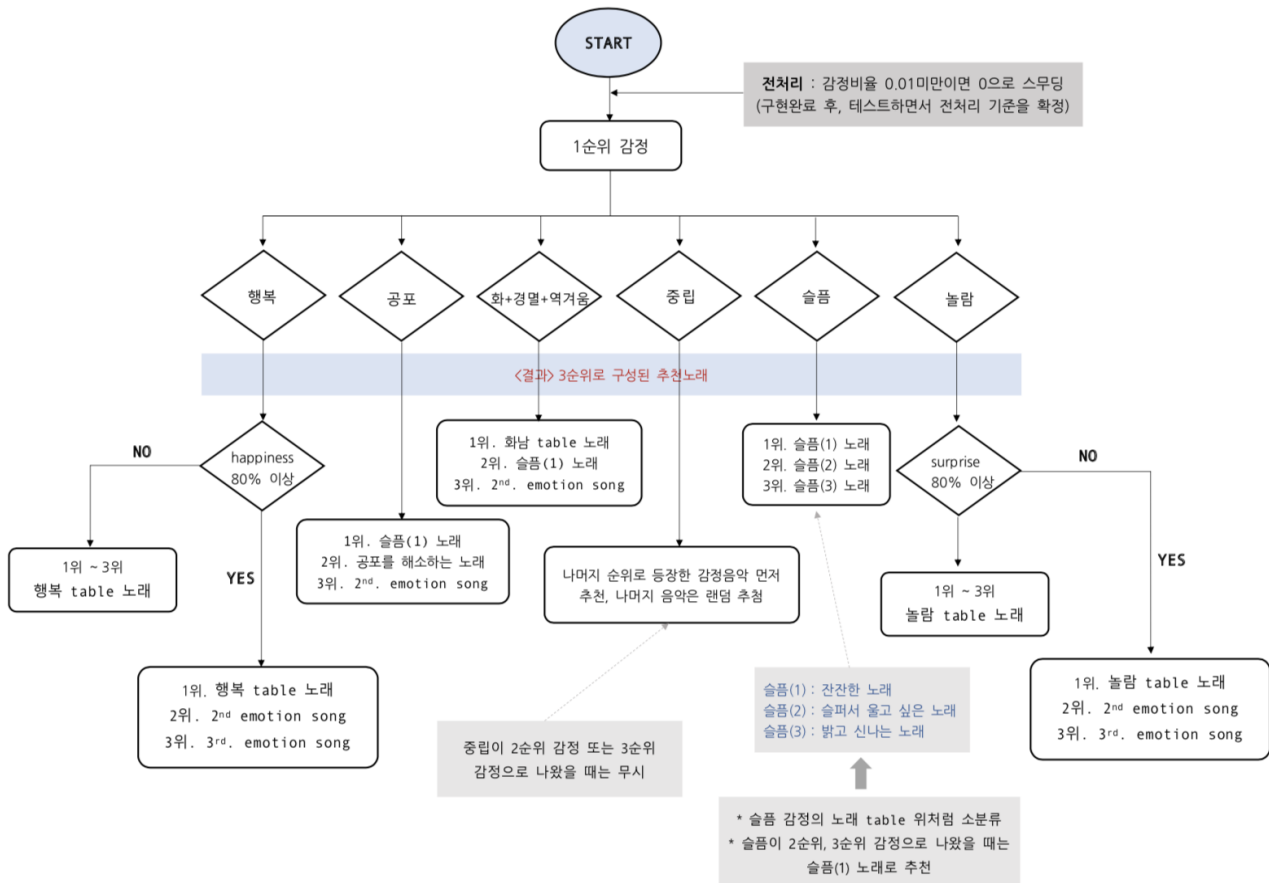 START
전처리 : 감정비율 0.01미만이면 0으로 스무딩
(구현완료 후, 테스트하면서 전처리 기준을 확정)
1순위 감정
행복
공포
화+경멸+역겨움
중립
슬픔
놀람
<결과> 3순위로 구성된 추천노래
happiness
80% 이상
NO
YES
1위 ~ 3위
행복 table 노래
1위. 행복 table 노래
2위. 2nd emotion song
3위. 3rd. emotion song
1위. 슬픔(1) 노래
2위. 공포를 해소하는 노래
3위. 2nd. emotion song
1위. 화남 table 노래
2위. 슬픔(1) 노래
3위. 2nd. emotion song
나머지 순위로 등장한 감정음악 먼저
추천, 나머지 음악은 랜덤 추첨
중립이 2순위 감정 또는 3순위
감정으로 나왔을 때는 무시
1위. 슬픔(1) 노래
2위. 슬픔(2) 노래
3위. 슬픔(3) 노래
슬픔(1) : 잔잔한 노래
슬픔(2) : 슬퍼서 울고 싶은 노래
슬픔(3) : 밝고 신나는 노래
* 슬픔 감정의 노래 table 위처럼 소분류
* 슬픔이 2순위, 3순위 감정으로 나왔을 때는
슬픔(1) 노래로 추천
surprise
80% 이상
NO
YES
1위 ~ 3위
놀람 table 노래
1위. 놀람 table 노래
2위. 2nd emotion song
3위. 3rd. emotion song